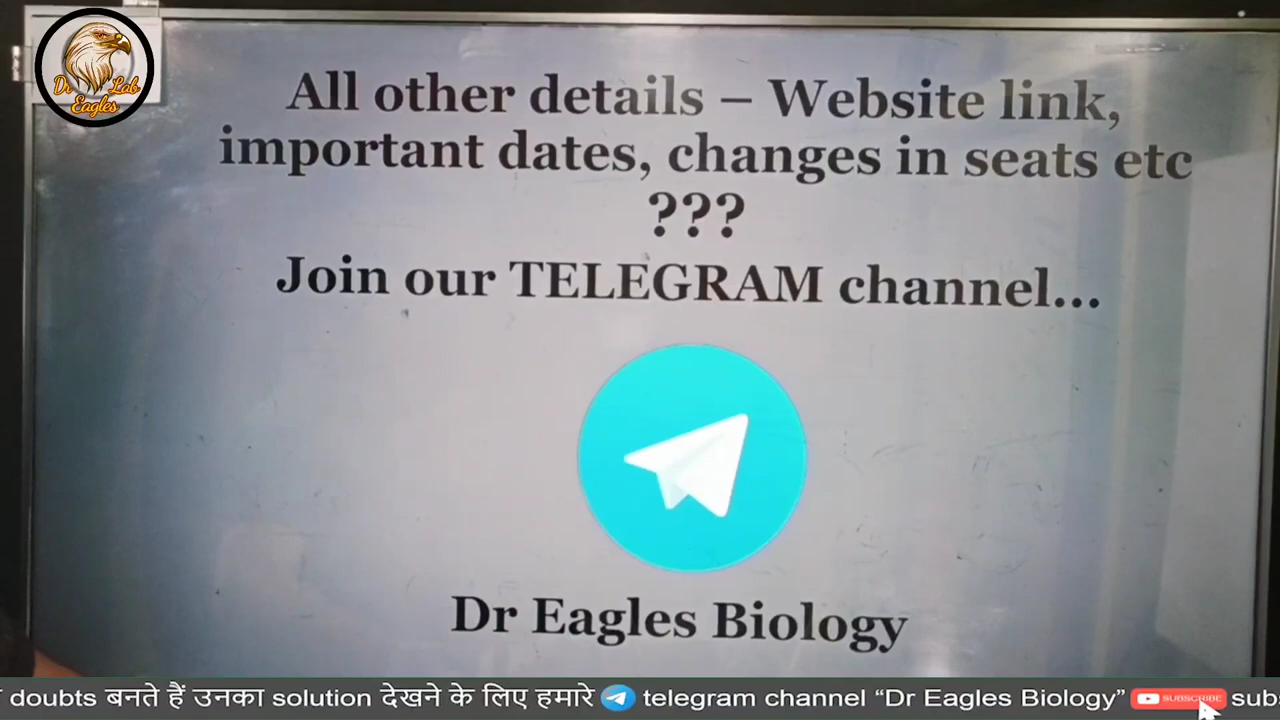 Dr Lab
Eagles
All other details – Website link,
important dates, changes in seats etc
???
Join our TELEGRAM channel...
Dr Eagles Biology
doubts बनते हैं उनका solution देखने के लिए हमारे telegram channel “Dr Eagles Biology” SUBSCRIBE